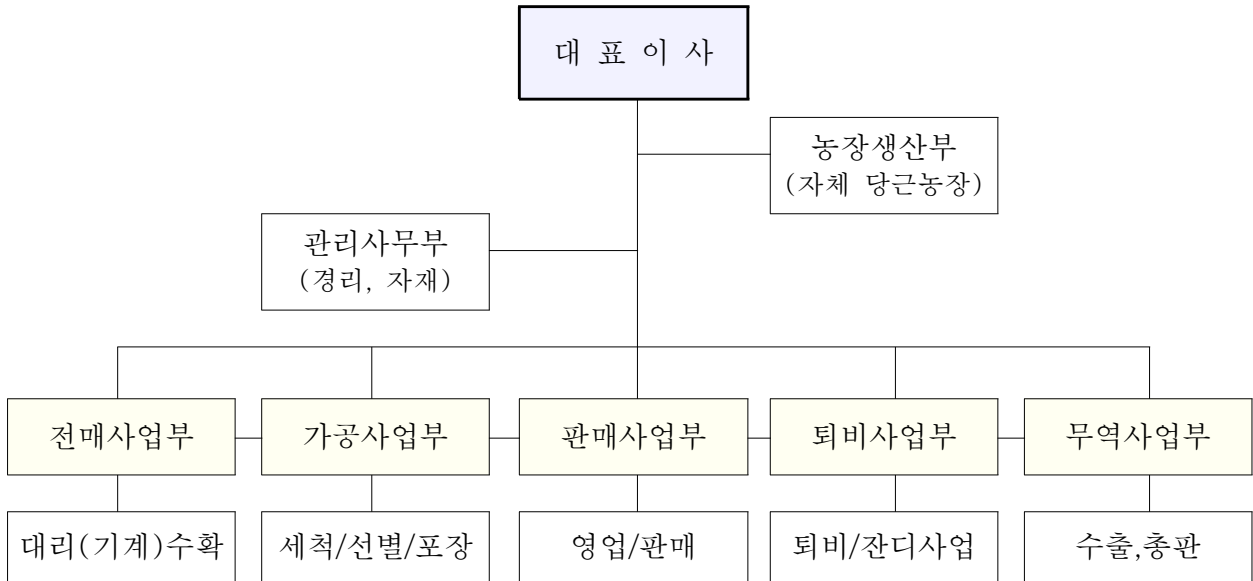 대 표 이 사
농장생산부
(자체 당근농장)
관리사무부
(경리, 자재)
전매사업부
가공사업부
판매사업부
퇴비사업부
무역사업부
대리(기계)수확
세척/선별/포장
영업/판매
퇴비/잔디사업
수출,총판